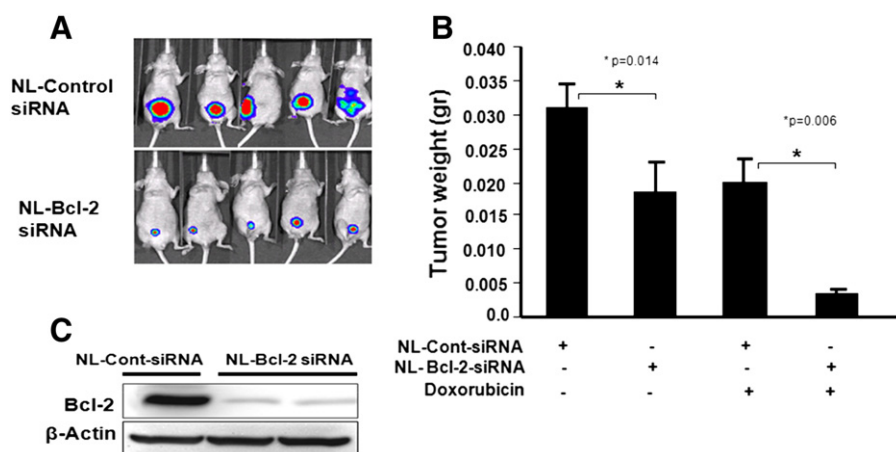 A
NL-Control
siRNA
NL-Bcl-2
siRNA
B
Tumor weight (gr)
0.040
0.035
0.030
0.025
0.020
0.015
0.010
0.005
0.0
* p=0.014
*
*p=0.006
*
NL-Cont-siRNA + - + -
NL- Bcl-2-siRNA - + - +
Doxorubicin - - + +
C
NL-Cont-siRNA NL-Bcl-2 siRNA
Bcl-2
β-Actin